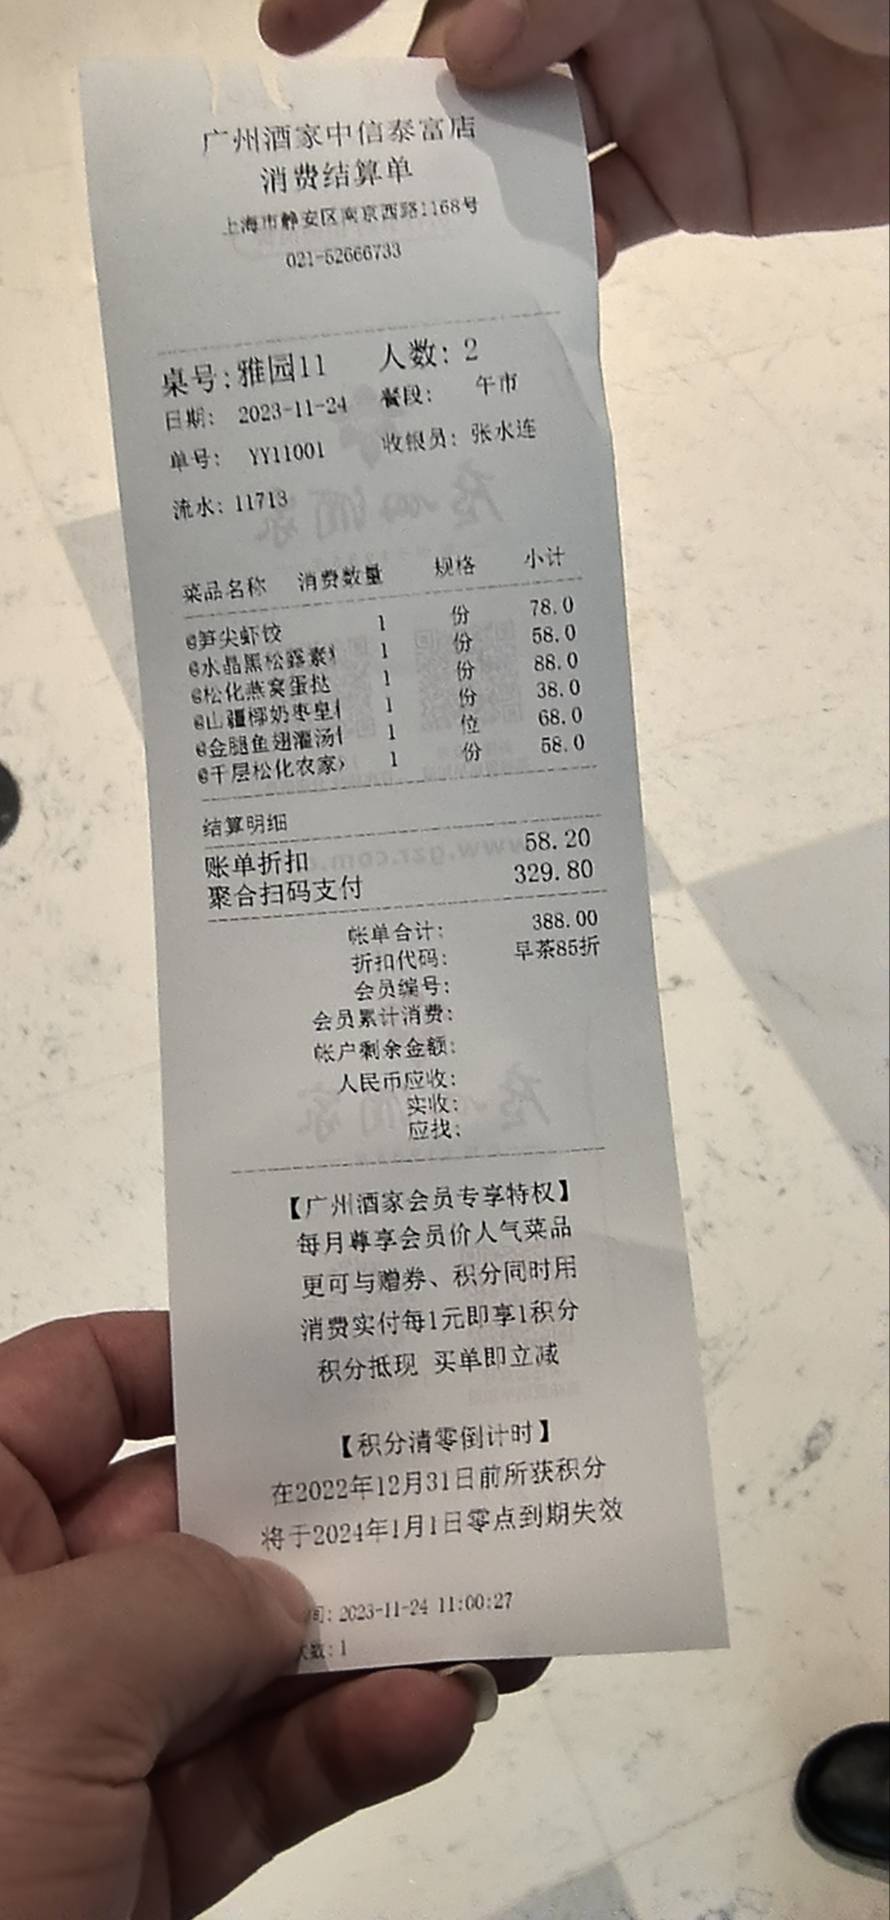 广州酒家中信泰富店
消费结算单
上海市静安区南京西路1168号
021-52666733
桌号:雅园11 人数: 2
日期: 2023-11-24 餐段: 午市
单号: YY11001 收银员: 张水连
流水: 11713
菜品名称 消费数量 规格 小计
@笋尖虾饺 1 份 78.0
@水晶黑松露素 1 份 58.0
@松化燕窝蛋挞 1 份 88.0
@山疆椰奶枣皇 1 份 38.0
@金腿鱼翅灌汤 1 位 68.0
@千层松化农家 1 份 58.0
结算明细
账单折扣 58.20
聚合扫码支付 329.80
帐单合计: 388.00
折扣代码: 早茶85折
会员编号:
会员累计消费:
帐户剩余金额:
人民币应收:
实收:
应找:
【广州酒家会员专享特权】
每月尊享会员价人气菜品
更可与赠券、积分同时用
消费实付每1元即享1积分
积分抵现 买单即立减
【积分清零倒计时】
在2022年12月31日前所获积分
将于2024年1月1日零点到期失效
间: 2023-11-24 11:00:27
数: 1